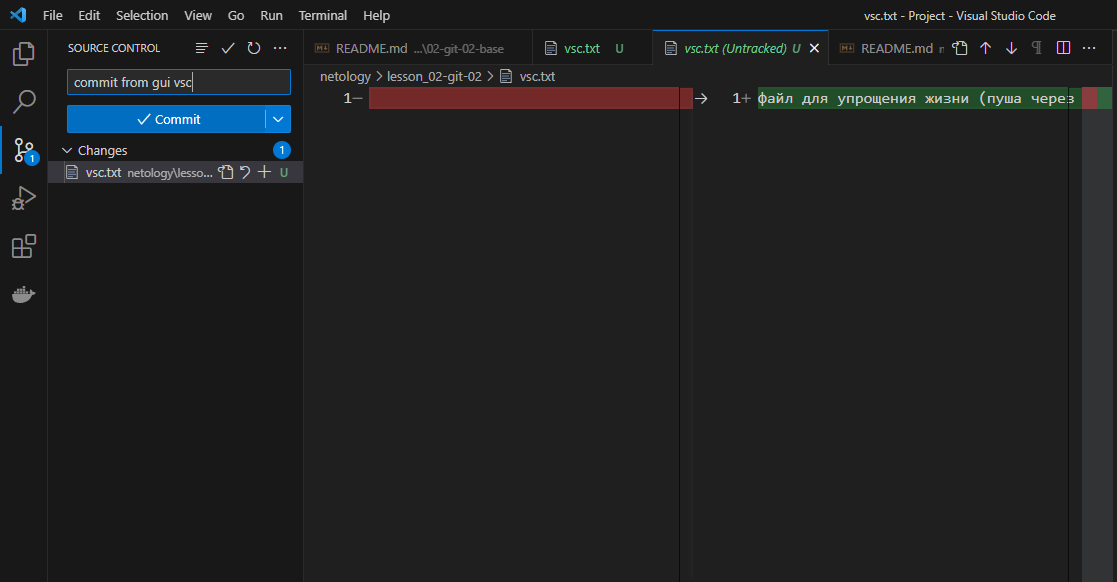 File Edit Selection View Go Run Terminal Help vsc.txt - Project - Visual Studio Code
SOURCE CONTROL
README.md ...\02-git-02-base vsc.txt U vsc.txt (Untracked) U README.md
netology > lesson_02-git-02 > vsc.txt
commit from gui vsc
1− 1+ файл для упрощения жизни (пуша через
Commit
Changes 1
vsc.txt netology\lesso... U
1